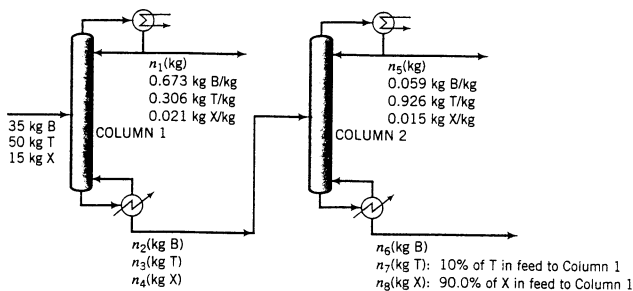 n1(kg)
0.673 kg B/kg
0.306 kg T/kg
0.021 kg X/kg
35 kg B
50 kg T
15 kg X
COLUMN 1
n2(kg B)
n3(kg T)
n4(kg X)
n5(kg)
0.059 kg B/kg
0.926 kg T/kg
0.015 kg X/kg
COLUMN 2
n6(kg B)
n7(kg T): 10% of T in feed to Column 1
n8(kg X): 90.0% of X in feed to Column 1